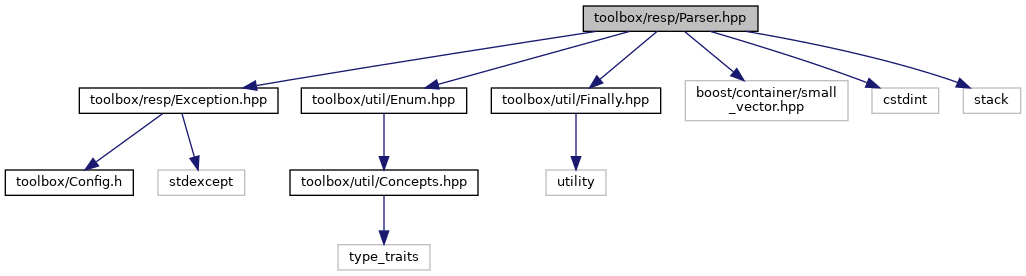 toolbox/resp/Parser.hpp
toolbox/resp/Exception.hpp
toolbox/util/Enum.hpp
toolbox/util/Finally.hpp
boost/container/small
_vector.hpp
cstdint
stack
toolbox/Config.h
stdexcept
toolbox/util/Concepts.hpp
utility
type_traits